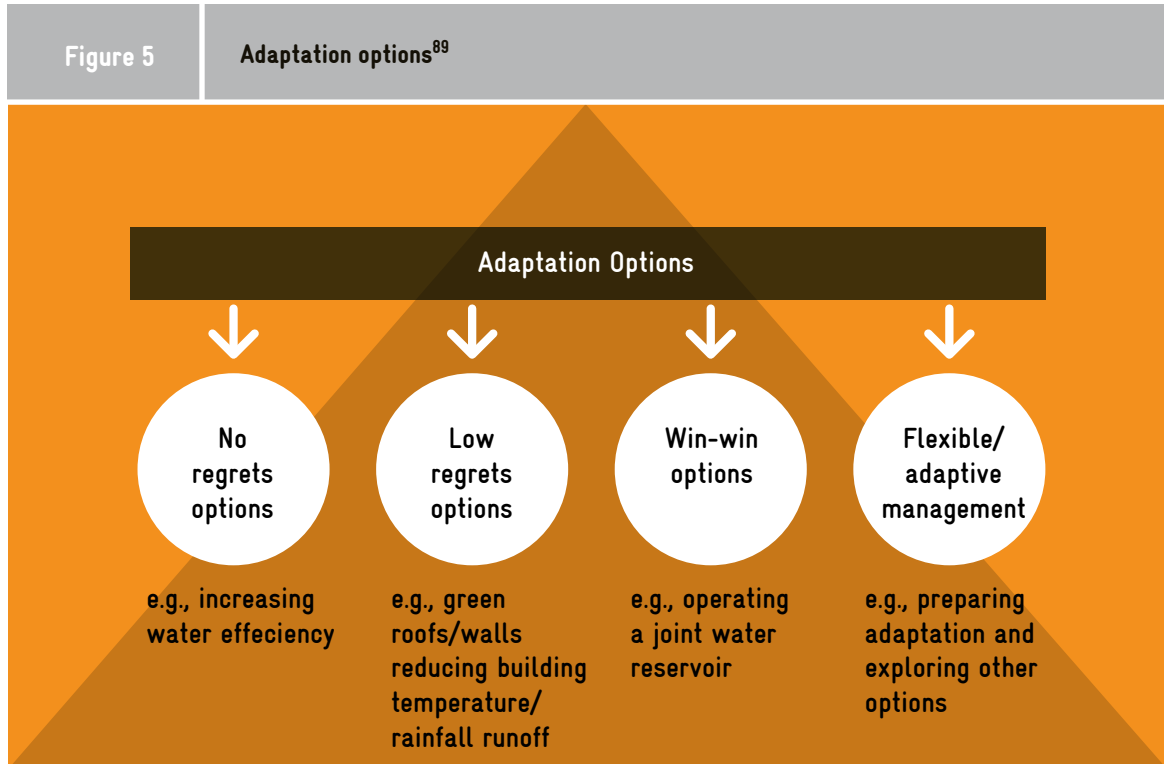 Figure 5
Adaptation options89
Adaptation Options
No
regrets
options
Low
regrets
options
Win-win
options
Flexible/
adaptive
management
e.g., increasing
water effeciency
e.g., green
roofs/walls
reducing building
temperature/
rainfall runoff
e.g., operating
a joint water
reservoir
e.g., preparing
adaptation and
exploring other
options